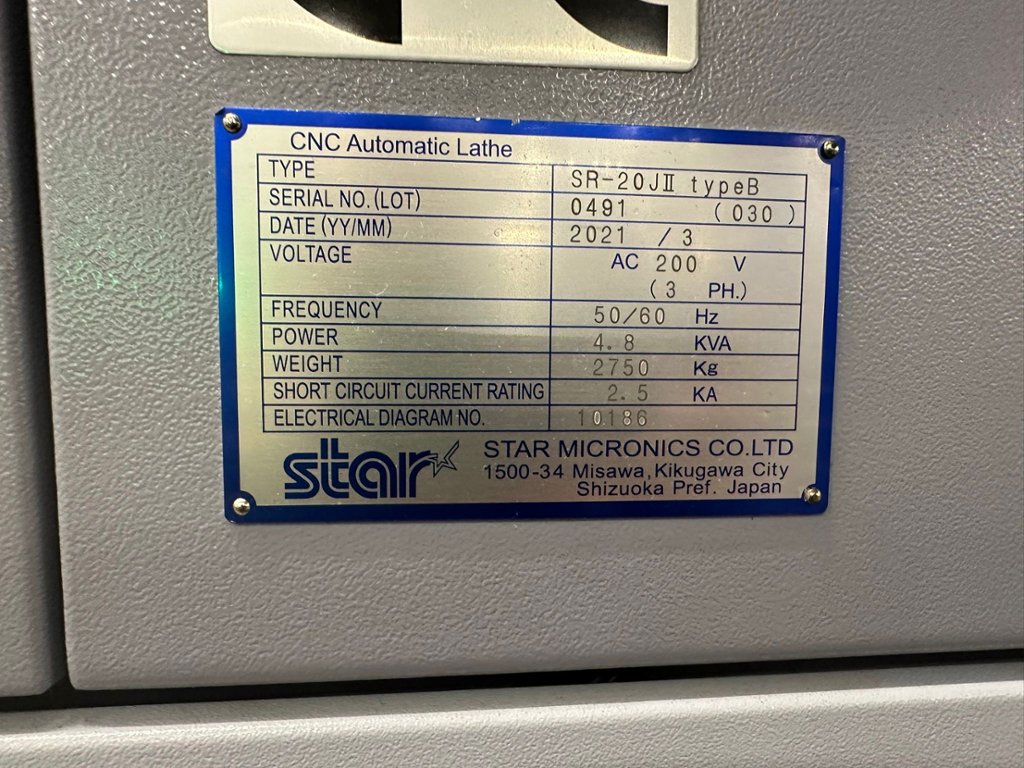 CNC Automatic Lathe
TYPE SR-20JⅡ typeB
SERIAL NO.(LOT) 0491 (030)
DATE (YY/MM) 2021 / 3
VOLTAGE AC 200 V
(3 PH.)
FREQUENCY 50/60 Hz
POWER 4.8 KVA
WEIGHT 2750 Kg
SHORT CIRCUIT CURRENT RATING 2.5 KA
ELECTRICAL DIAGRAM NO. 10.186
star STAR MICRONICS CO.LTD
1500-34 Misawa,Kikugawa City
Shizuoka Pref. Japan